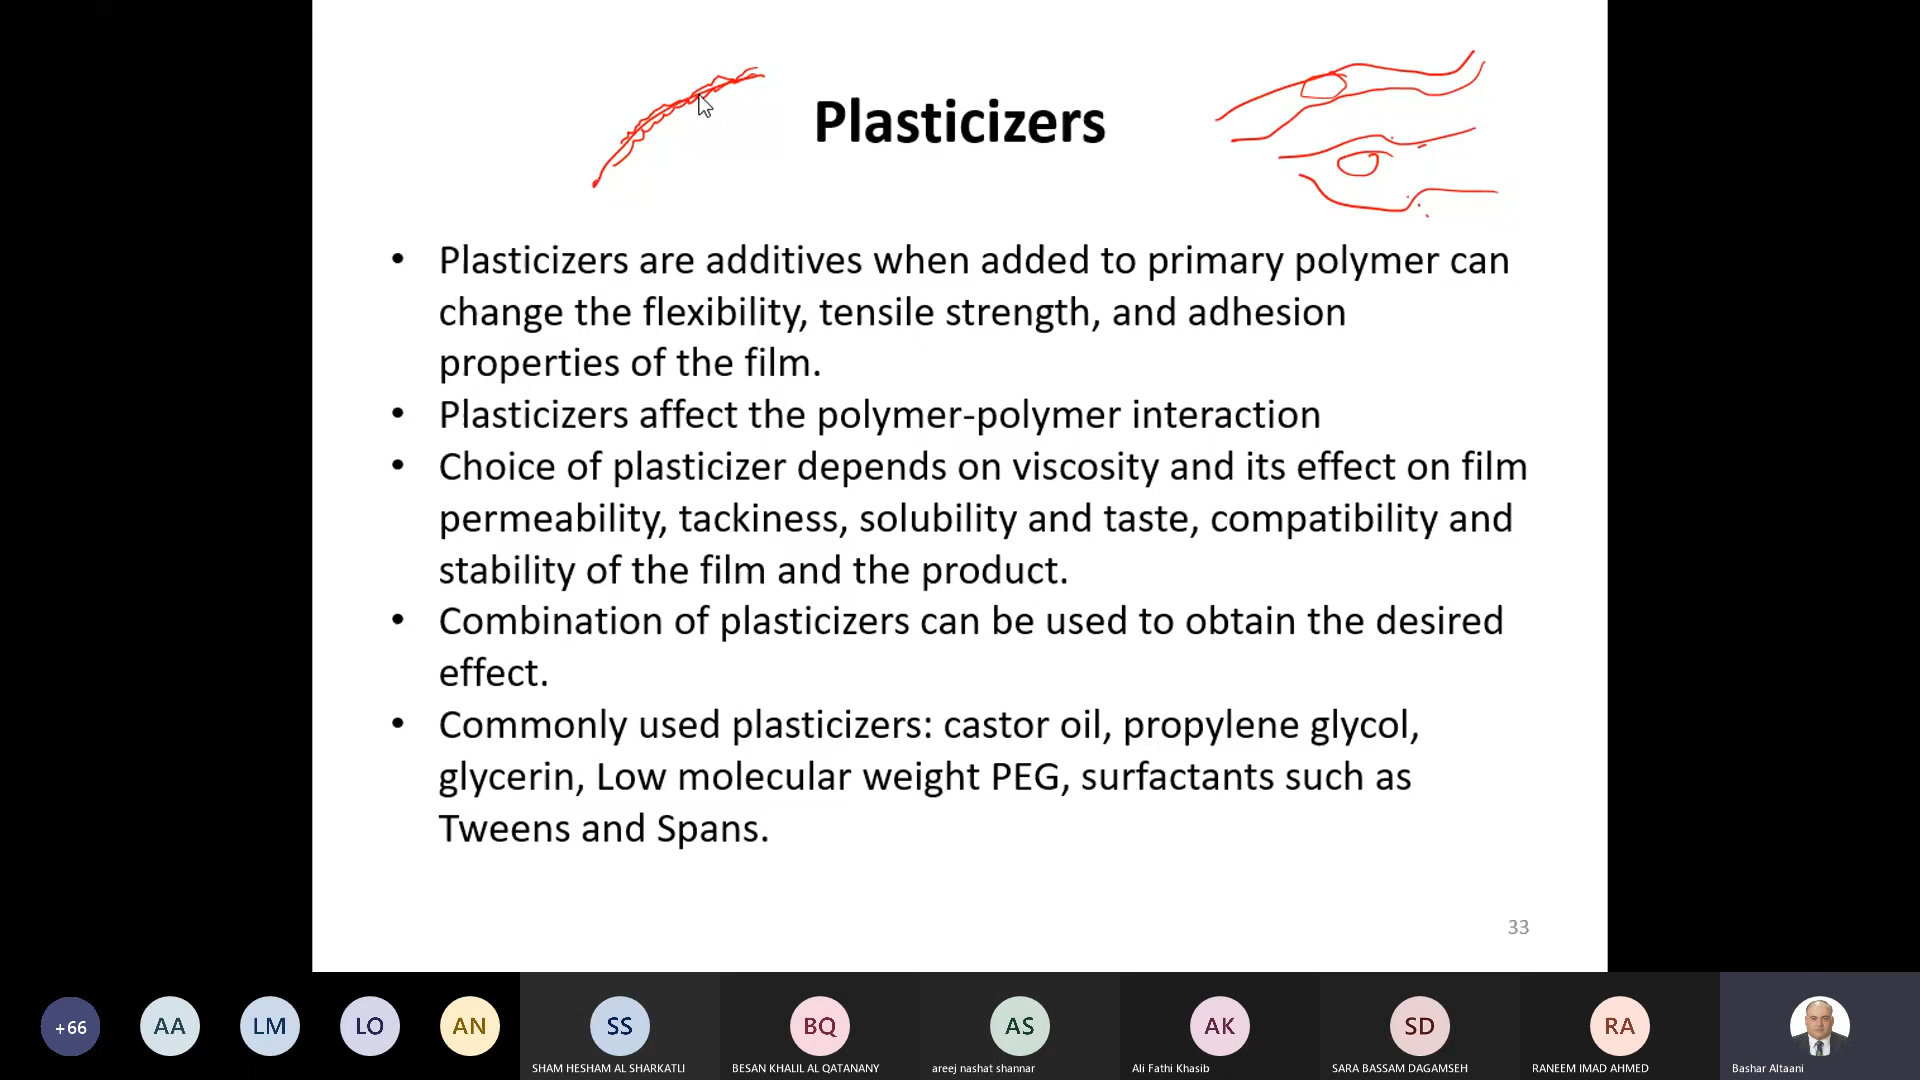 Plasticizers
• Plasticizers are additives when added to primary polymer can
change the flexibility, tensile strength, and adhesion
properties of the film.
• Plasticizers affect the polymer-polymer interaction
• Choice of plasticizer depends on viscosity and its effect on film
permeability, tackiness, solubility and taste, compatibility and
stability of the film and the product.
• Combination of plasticizers can be used to obtain the desired
effect.
• Commonly used plasticizers: castor oil, propylene glycol,
glycerin, Low molecular weight PEG, surfactants such as
Tweens and Spans.
33
+66 AA LM LO AN SS BQ AS AK SD RA
SHAM HESHAM AL SHARKATLI BESAN KHALIL AL QATANANY areej nashat shannar Ali Fathi Khasib SARA BASSAM DAGAMSEH RANEEM IMAD AHMED Bashar Altaani